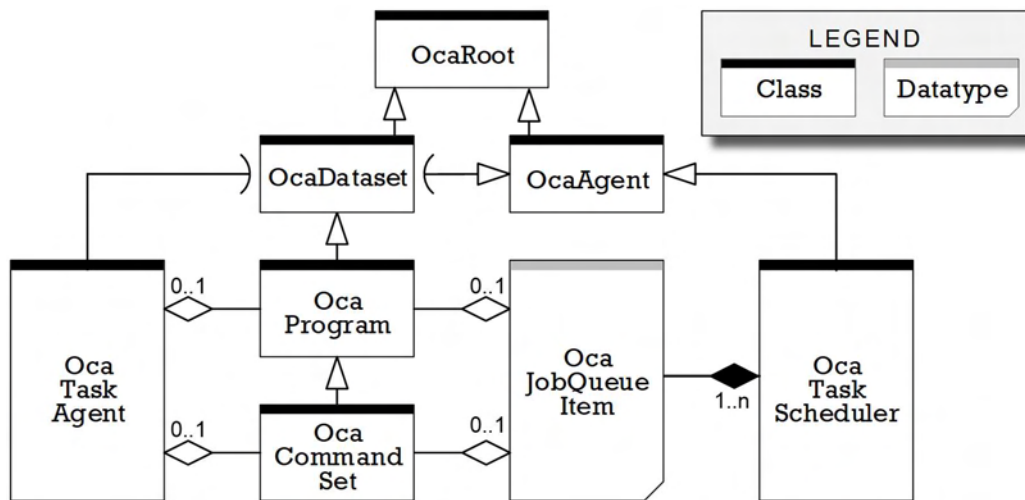 OcaRoot
LEGEND
Class
Datatype
OcaDataset
OcaAgent
0..1
0..1
Oca
Task
Agent
Oca
Program
Oca
JobQueue
Item
Oca
Task
Scheduler
1..n
0..1
0..1
Oca
Command
Set